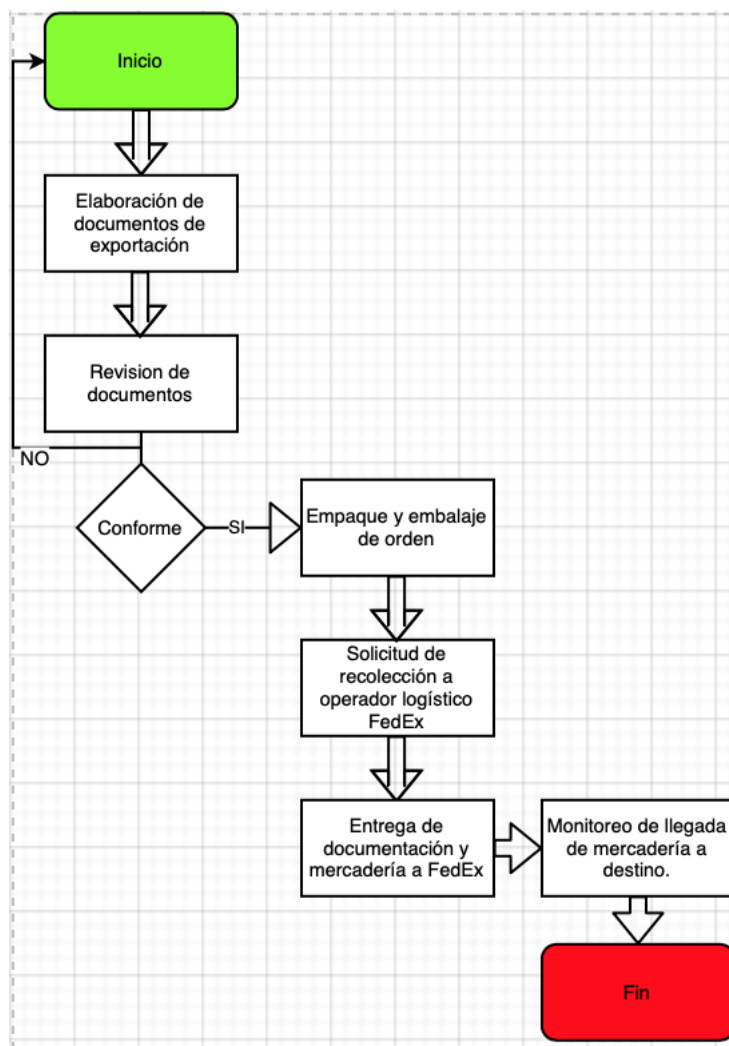 Inicio
Elaboración de
documentos de
exportación
Revision de
documentos
NO
Conforme
SI
Empaque y embalaje
de orden
Solicitud de
recolección a
operador logístico
FedEx
Entrega de
documentación y
mercadería a FedEx
Monitoreo de llegada
de mercadería a
destino.
Fin